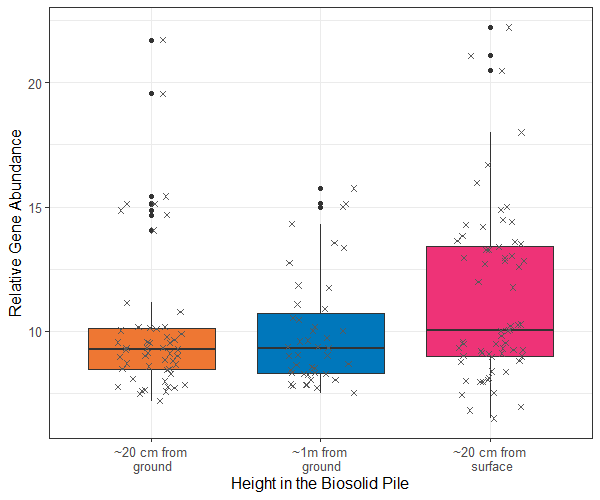 Relative Gene Abundance
20
15
10
~20 cm from
ground
~1m from
ground
~20 cm from
surface
Height in the Biosolid Pile